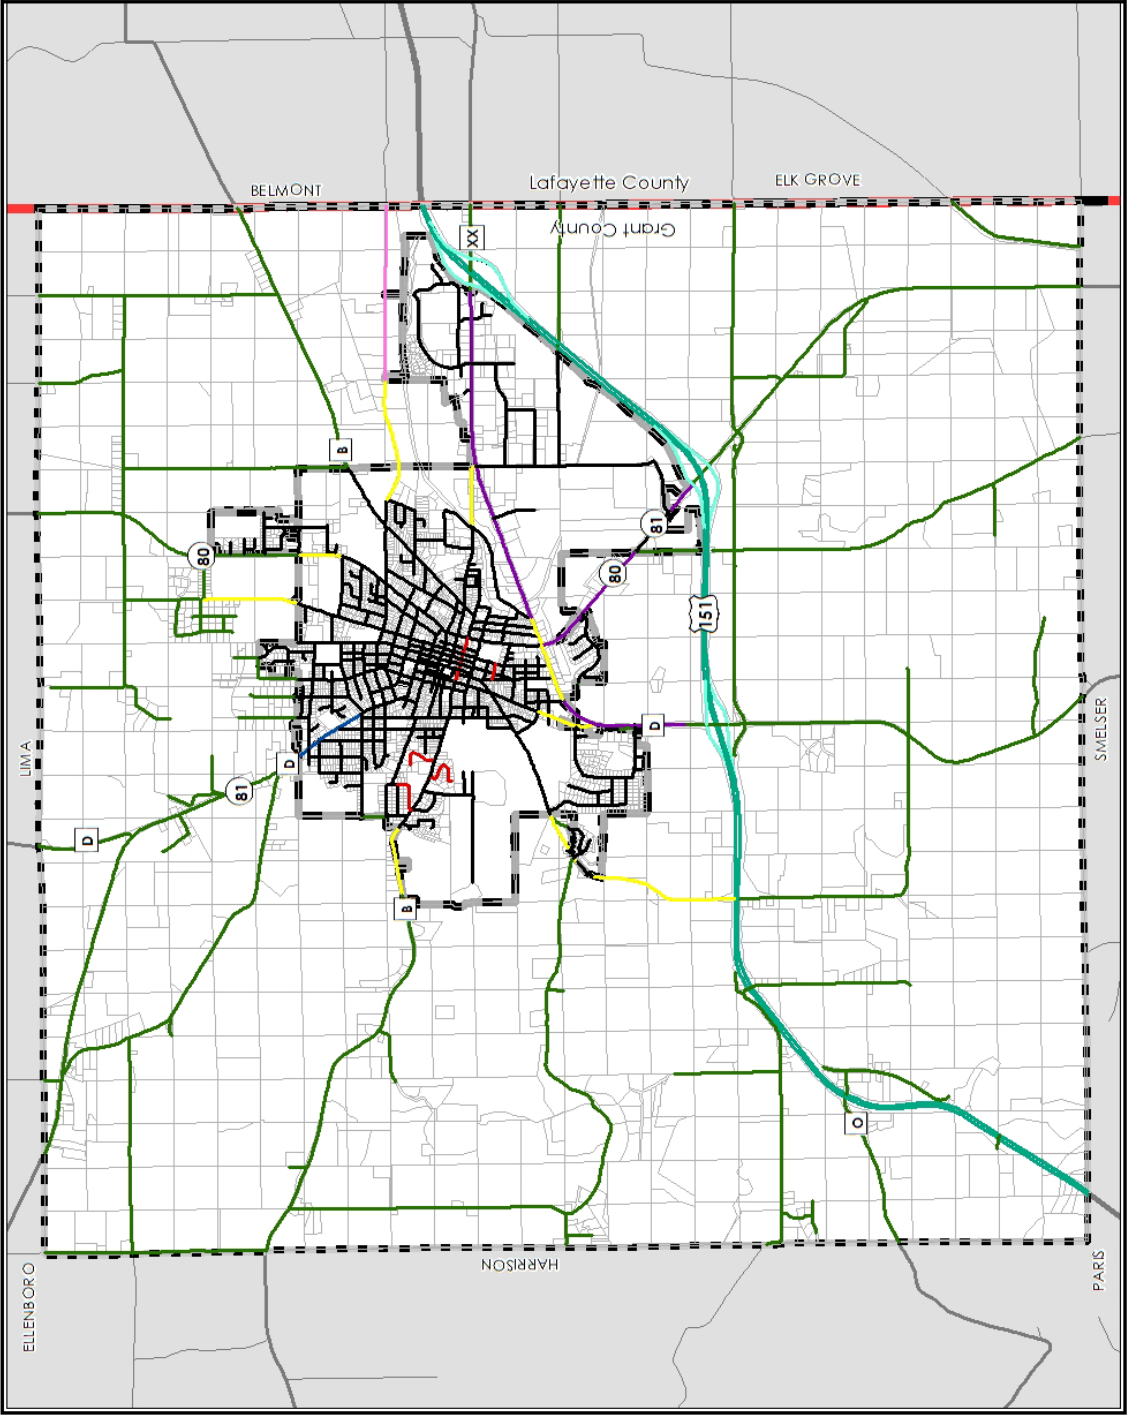 BELMONT
Lafayette County
ELK GROVE
Grant County
XX
B
80
81
80
151
D
LIMA
D
81
D
SMELSER
B
O
HARRISON
ELLENBORO
PARIS